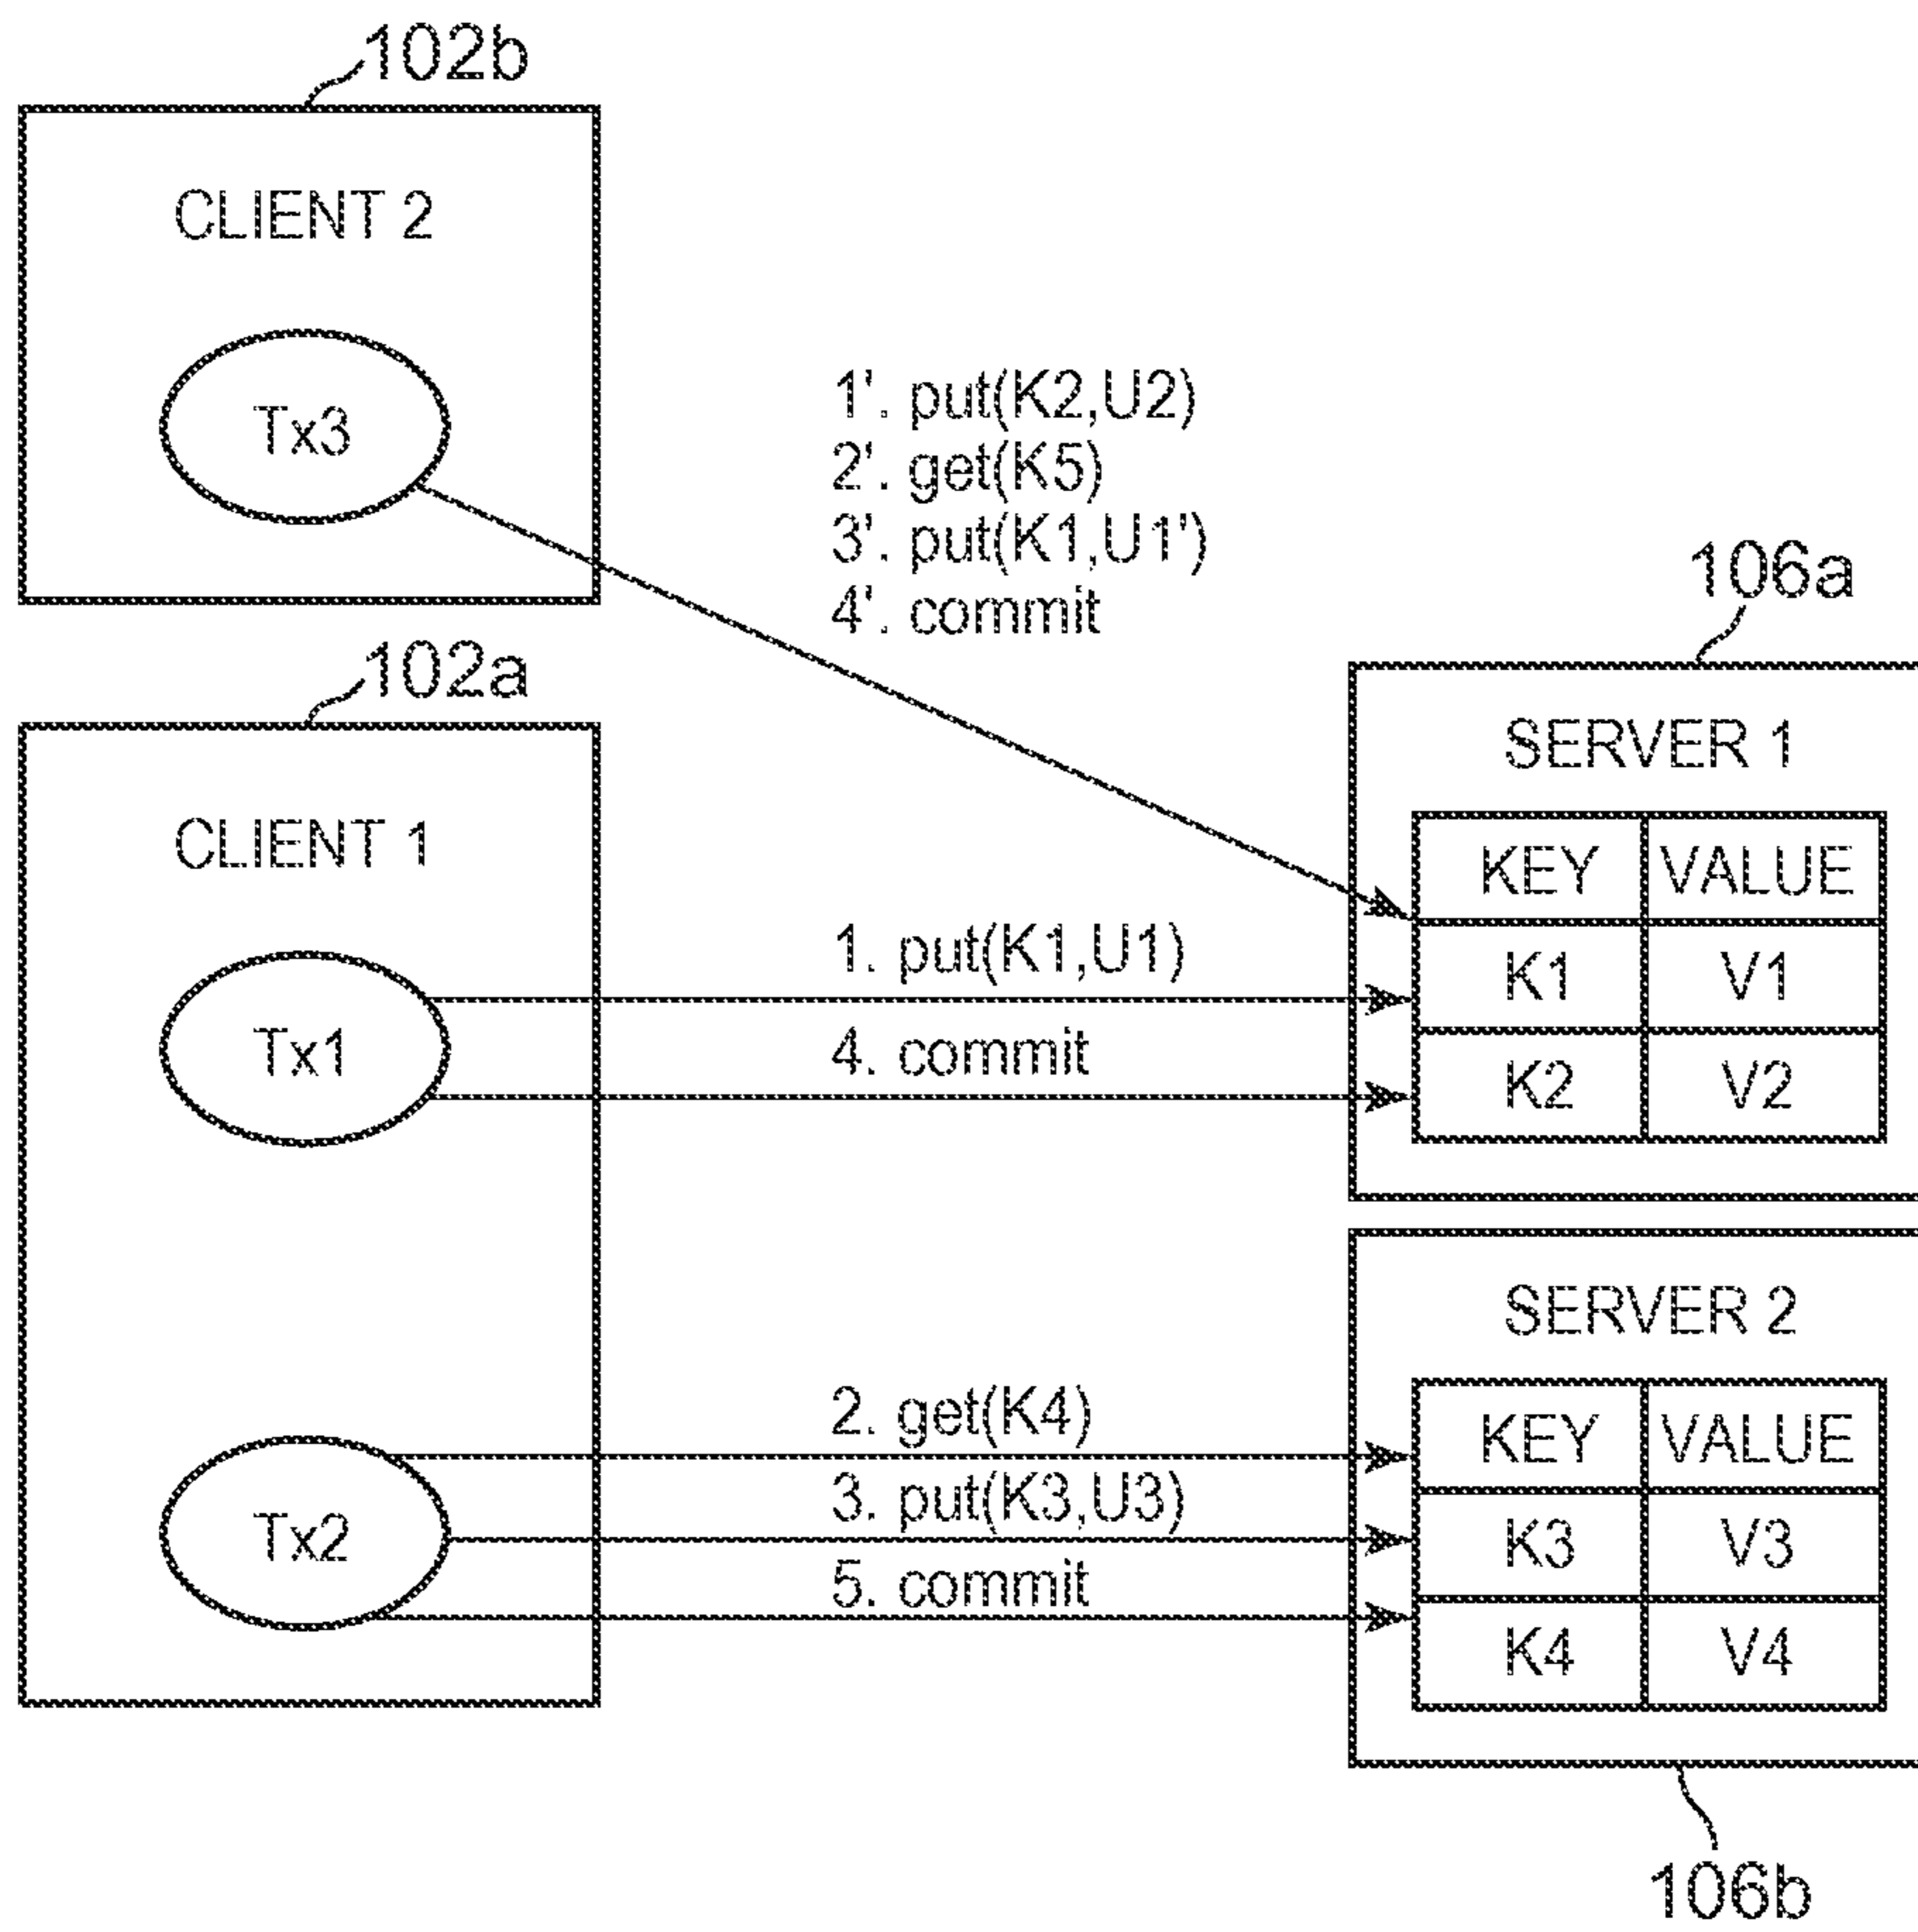 102b
CLIENT 2
Tx3
1'. put(K2,U2)
2'. get(K5)
3'. put(K1,U1')
4'. commit
102a
CLIENT 1
Tx1
1. put(K1,U1)
4. commit
Tx2
2. get(K4)
3. put(K3,U3)
5. commit
106a
SERVER 1
KEY VALUE
K1 V1
K2 V2
SERVER 2
KEY VALUE
K3 V3
K4 V4
106b